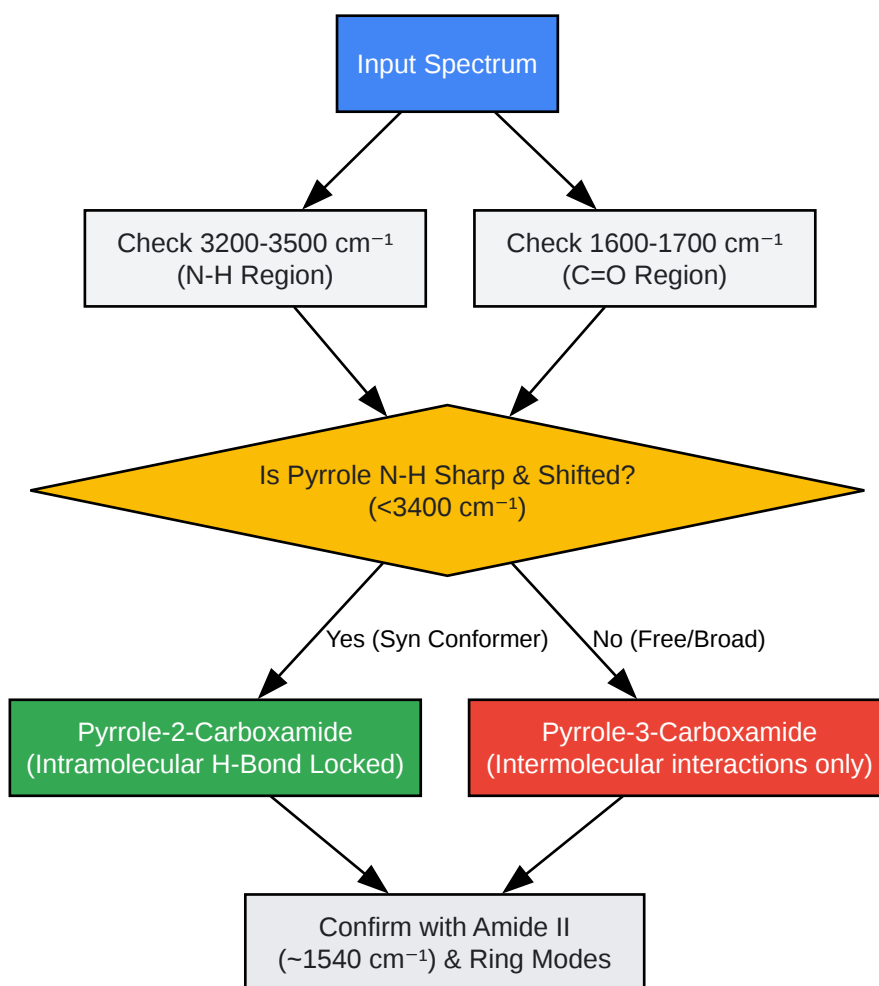 Input Spectrum
Check 3200-3500 cm⁻¹
(N-H Region)
Check 1600-1700 cm⁻¹
(C=O Region)
Is Pyrrole N-H Sharp & Shifted?
(<3400 cm⁻¹)
Yes (Syn Conformer)
No (Free/Broad)
Pyrrole-2-Carboxamide
(Intramolecular H-Bond Locked)
Pyrrole-3-Carboxamide
(Intermolecular interactions only)
Confirm with Amide II
(~1540 cm⁻¹) & Ring Modes